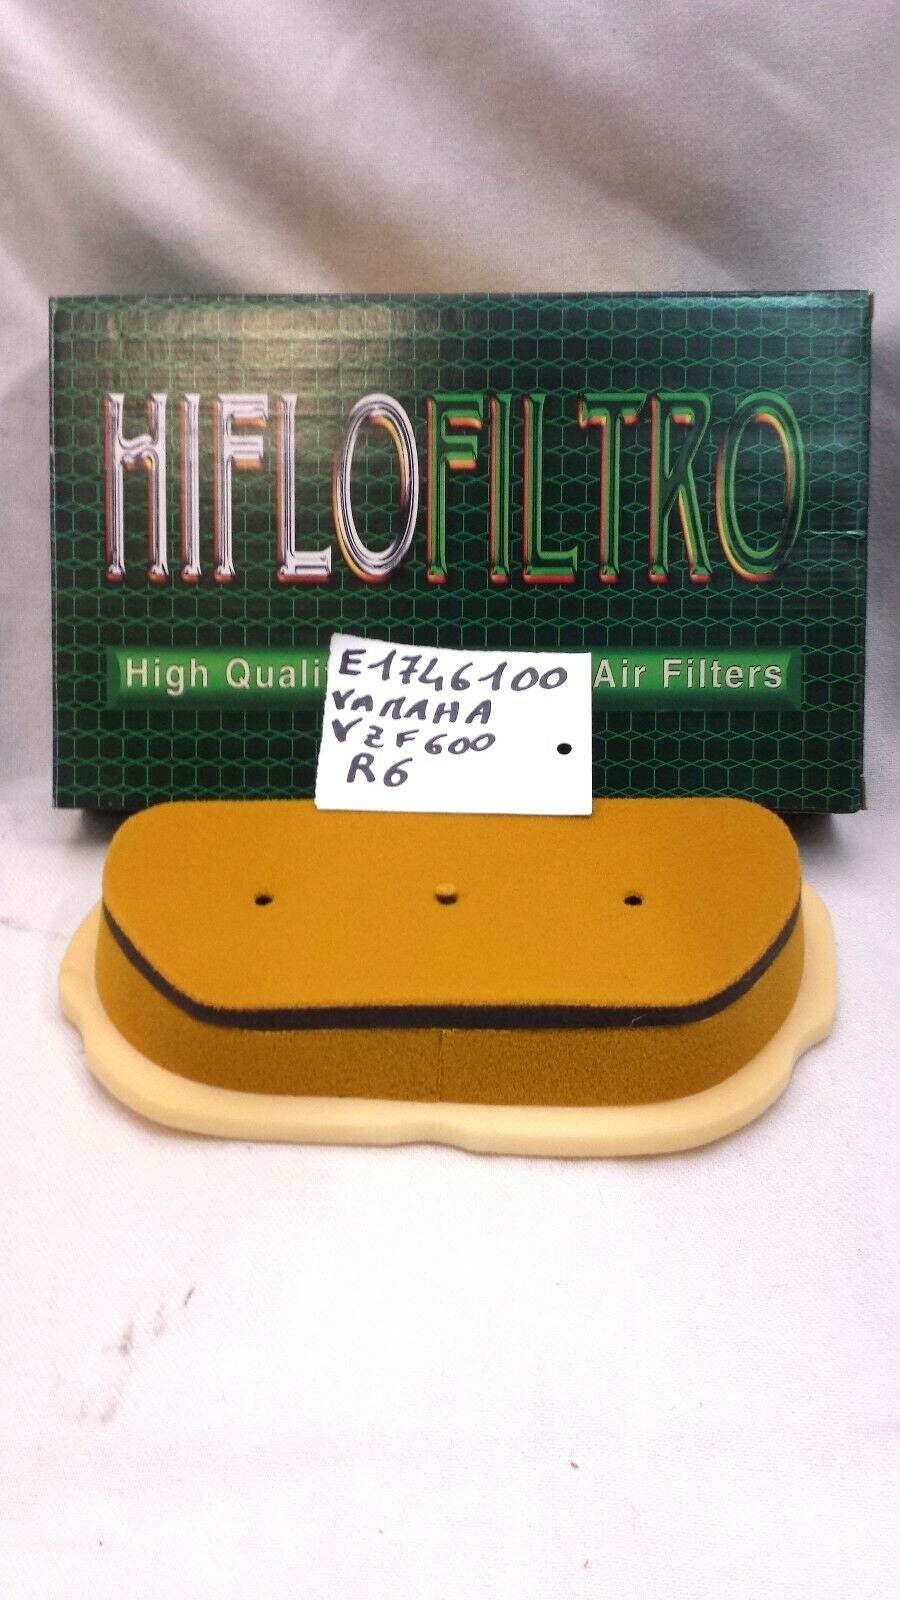 HIFLOFILTRO
High Quali Air Filters
E1746100
YAMAHA
YZF600
R6